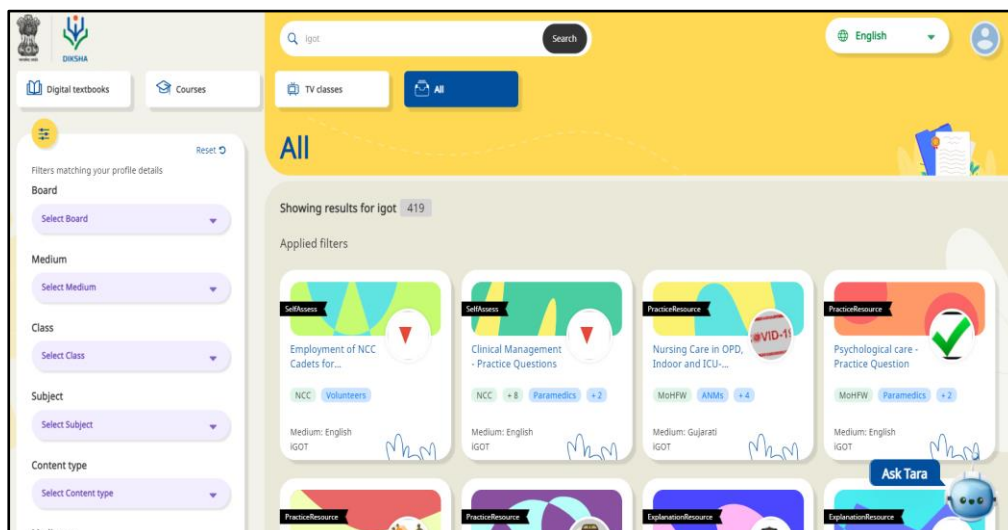 DIKSHA
igot
Search
English
Digital textbooks
Courses
TV classes
All
Reset
Filters matching your profile details
Board
Select Board
Medium
Select Medium
Class
Select Class
Subject
Select Subject
Content type
Select Content type
All
Showing results for igot 419
Applied filters
SelfAssess
Employment of NCC
Cadets for...
NCC Volunteers
Medium: English
iGOT
SelfAssess
Clinical Management
- Practice Questions
NCC + 8 Paramedics + 2
Medium: English
iGOT
PracticeResource
OVID-19
Nursing Care in OPD,
Indoor and ICU-...
MoHFW ANMs + 4
Medium: Gujarati
iGOT
PracticeResource
Psychological care -
Practice Question
MoHFW Paramedics + 2
Medium: English
iGOT
Ask Tara
PracticeResource
PracticeResource
ExplanationResource
ExplanationResource